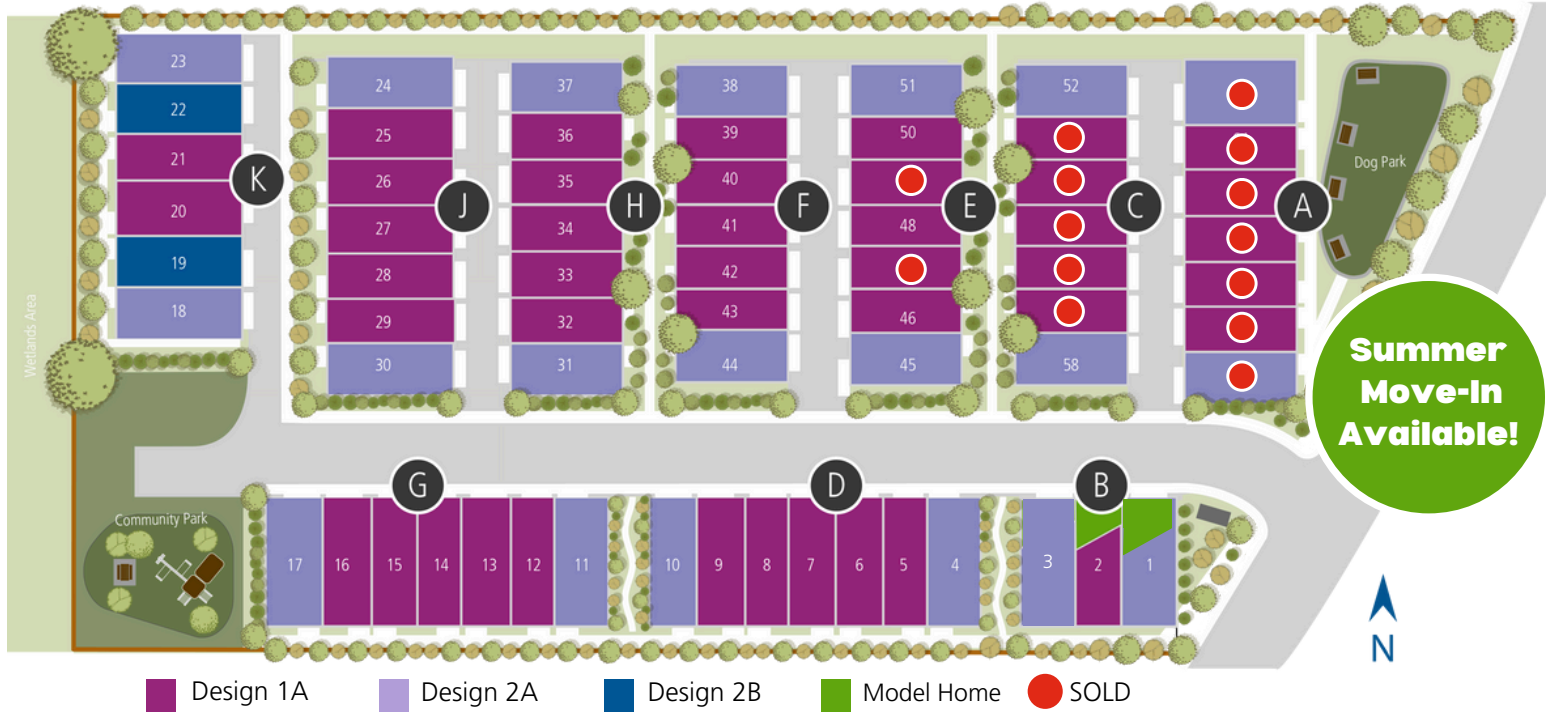 23
22
21
20
19
18
K
24
25
26
27
28
29
30
J
37
36
35
34
33
32
31
H
38
39
40
41
42
43
44
F
51
50
48
46
45
E
52
58
C
A
Dog Park
Wetlands Area
Summer
Move-In
Available!
G
D
B
Community Park
17 16 15 14 13 12 11
10 9 8 7 6 5 4
3 2 1
N
Design 1A Design 2A Design 2B Model Home SOLD